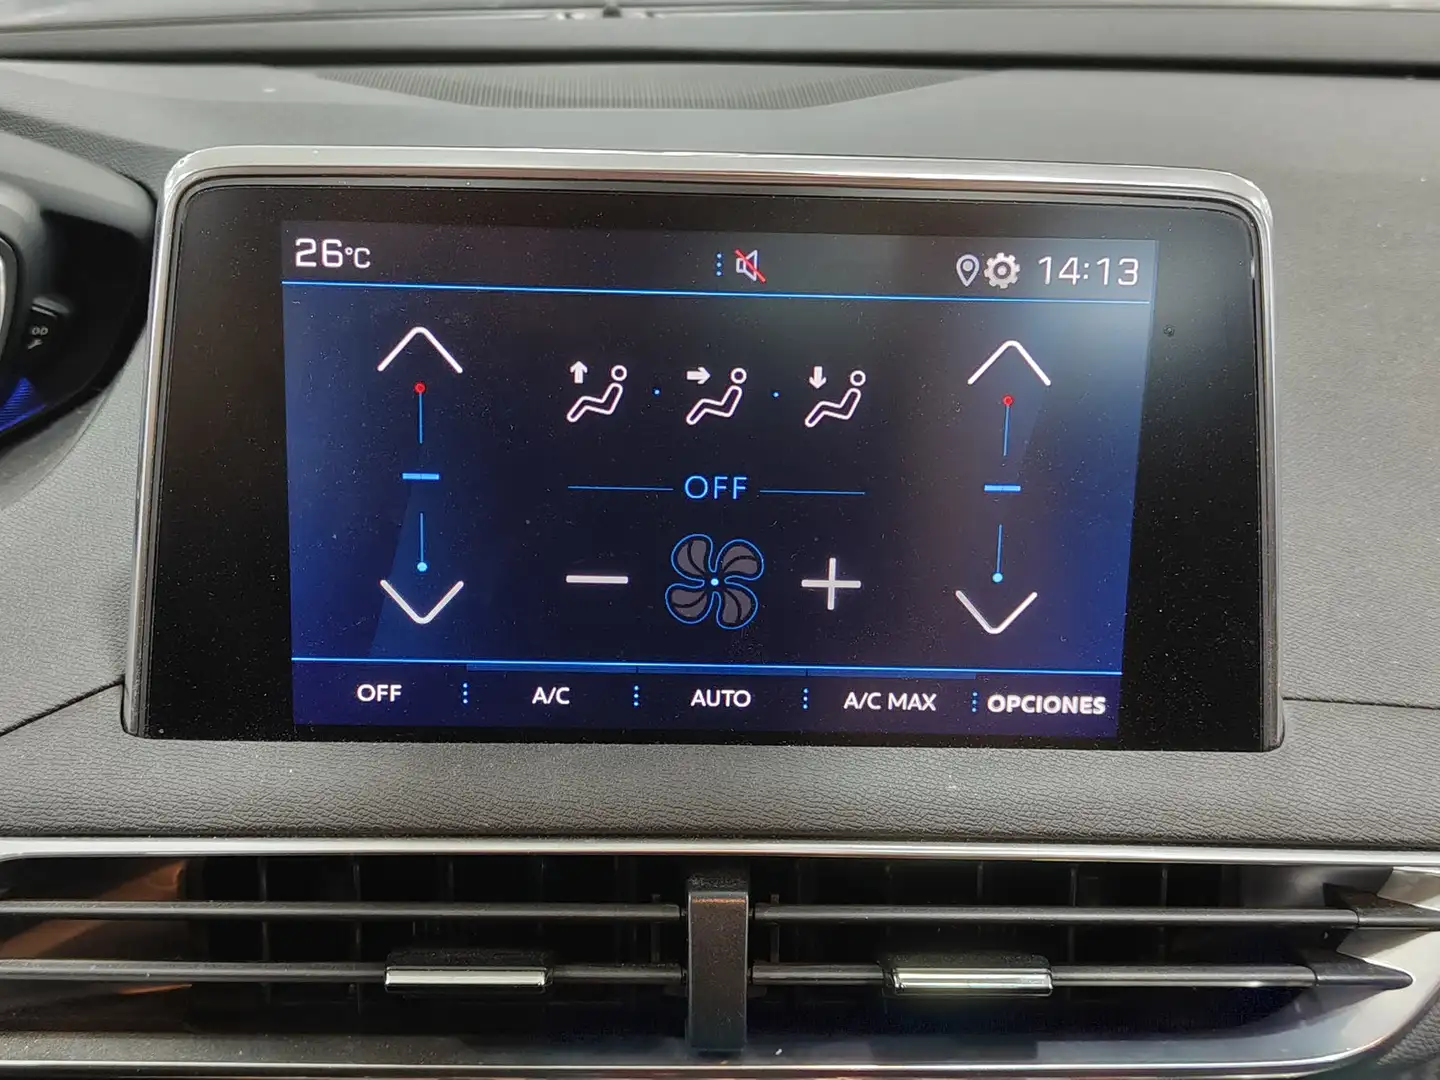 26°C 14:13
OFF
OFF A/C AUTO A/C MAX OPCIONES